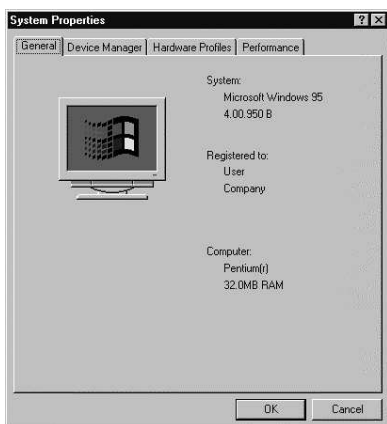 System Properties
General Device Manager Hardware Profiles Performance
System:
Microsoft Windows 95
4.00.950 B
Registered to:
User
Company
Computer:
Pentium(r)
32.0MB RAM
OK Cancel